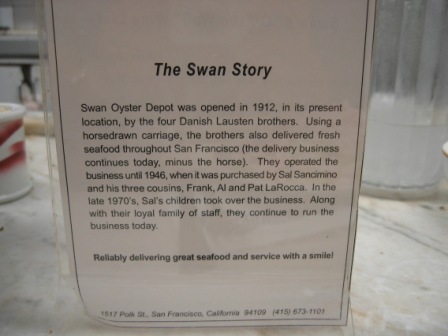 The Swan Story
Swan Oyster Depot was opened in 1912, in its present
location, by the four Danish Lausten brothers. Using a
horsedrawn carriage, the brothers also delivered fresh
seafood throughout San Francisco (the delivery business
continues today, minus the horse). They operated the
business until 1946, when it was purchased by Sal Sancimino
and his three cousins, Frank, Al and Pat LaRocca. In the
late 1970's, Sal's children took over the business. Along
with their loyal family of staff, they continue to run the
business today.
Reliably delivering great seafood and service with a smile!
1517 Polk St., San Francisco, California 94109 (415) 673-1101